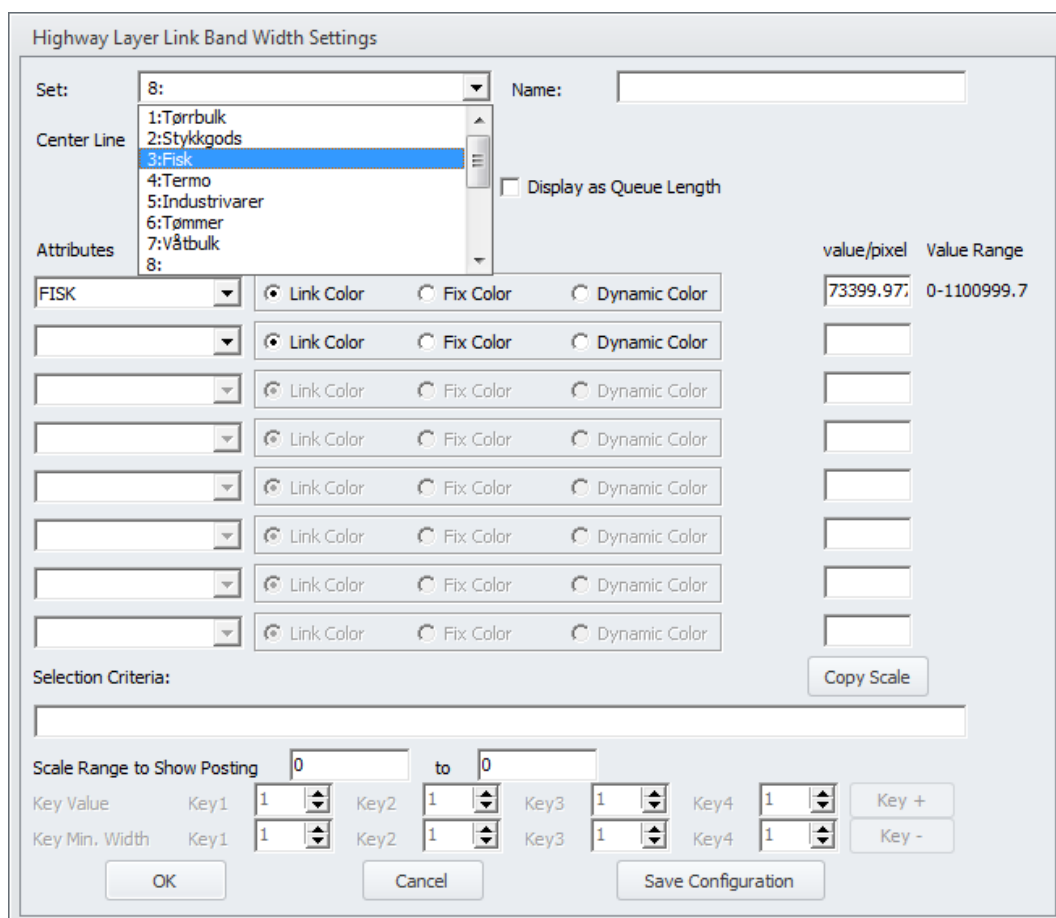 Highway Layer Link Band Width Settings
Set: 8: Name:
1:Tørrbulk
Center Line 2:Stykkgods
3:Fisk
4:Termo
Display as Queue Length
5:Industrivarer
6:Tømmer
7:Våtbulk
Attributes value/pixel Value Range
8:
FISK Link Color Fix Color Dynamic Color 73399.977 0-1100999.7
Link Color Fix Color Dynamic Color
Link Color Fix Color Dynamic Color
Link Color Fix Color Dynamic Color
Link Color Fix Color Dynamic Color
Link Color Fix Color Dynamic Color
Link Color Fix Color Dynamic Color
Link Color Fix Color Dynamic Color
Selection Criteria: Copy Scale
Scale Range to Show Posting 0 to 0
Key Value Key1 1 Key2 1 Key3 1 Key4 1 Key +
Key Min. Width Key1 1 Key2 1 Key3 1 Key4 1 Key -
OK Cancel Save Configuration